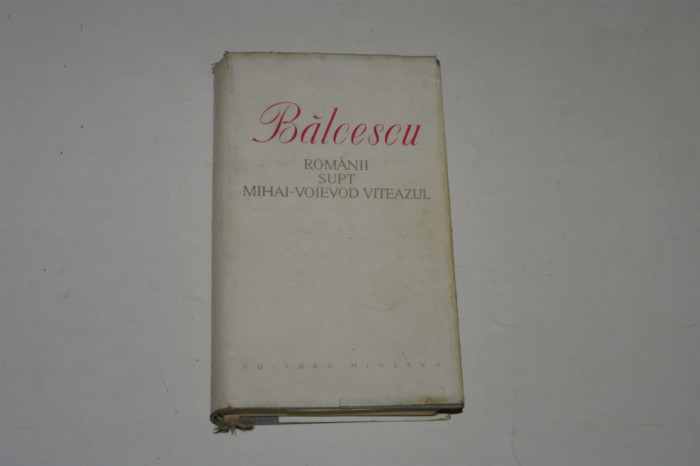 Bălcescu
ROMÂNII
SUPT
MIHAI-VOIEVOD VITEAZUL
EDITURA MINERVA